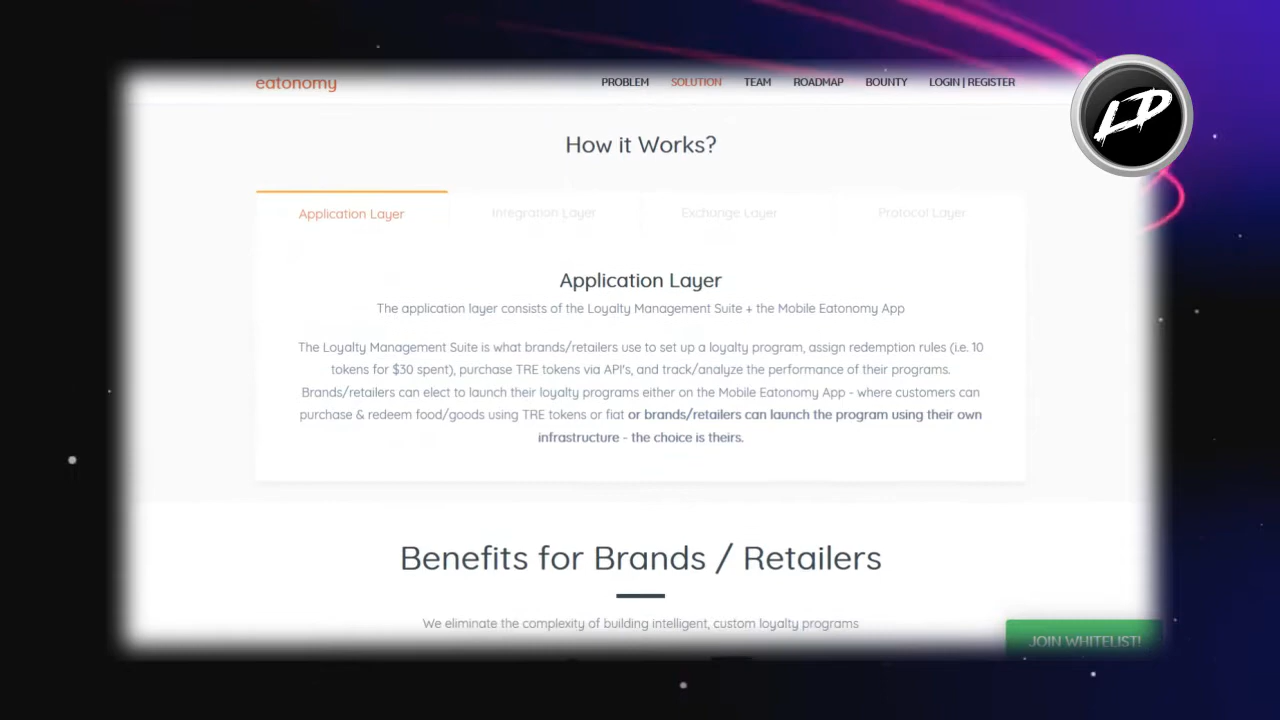 eatonomy
PROBLEM SOLUTION TEAM ROADMAP BOUNTY LOGIN | REGISTER
LD
How it Works?
Application Layer Integration Layer Exchange Layer Protocol Layer
Application Layer
The application layer consists of the Loyalty Management Suite + the Mobile Eatonomy App
The Loyalty Management Suite is what brands/retailers use to set up a loyalty program, assign redemption rules (i.e. 10
tokens for $30 spent), purchase TRE tokens via API's, and track/analyze the performance of their programs.
Brands/retailers can elect to launch their loyalty programs either on the Mobile Eatonomy App - where customers can
purchase & redeem food/goods using TRE tokens or fiat or brands/retailers can launch the program using their own
infrastructure - the choice is theirs.
Benefits for Brands / Retailers
We eliminate the complexity of building intelligent, custom loyalty programs
JOIN WHITELIST!